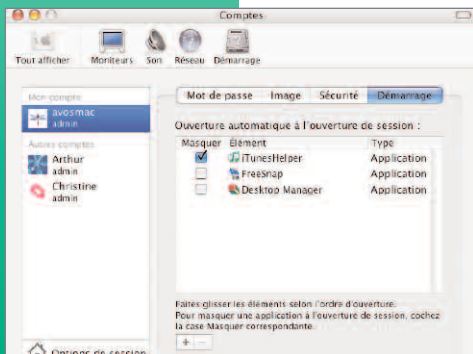 Comptes
Tout afficher Moniteurs Son Réseau Démarrage
Mon compte
avosmac
admin
Autres comptes
Arthur
admin
Christine
admin
Mot de passe Image Sécurité Démarrage
Ouverture automatique à l'ouverture de session :
Masquer Élément Type
iTunesHelper Application
FreeSnap Application
Desktop Manager Application
Faites glisser les éléments selon l'ordre d'ouverture.
Pour masquer une application à l'ouverture de session, cochez
la case Masquer correspondante.
+ -
Options de session